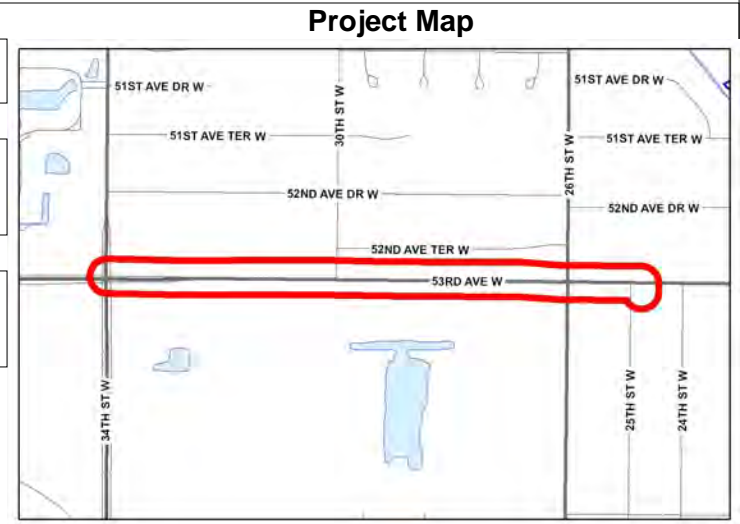 Project Map
51ST AVE DR W
51ST AVE DR W
30TH ST W
51ST AVE TER W
26TH ST W
51ST AVE TER W
52ND AVE DR W
52ND AVE DR W
52ND AVE TER W
53RD AVE W
34TH ST W
25TH ST W
24TH ST W